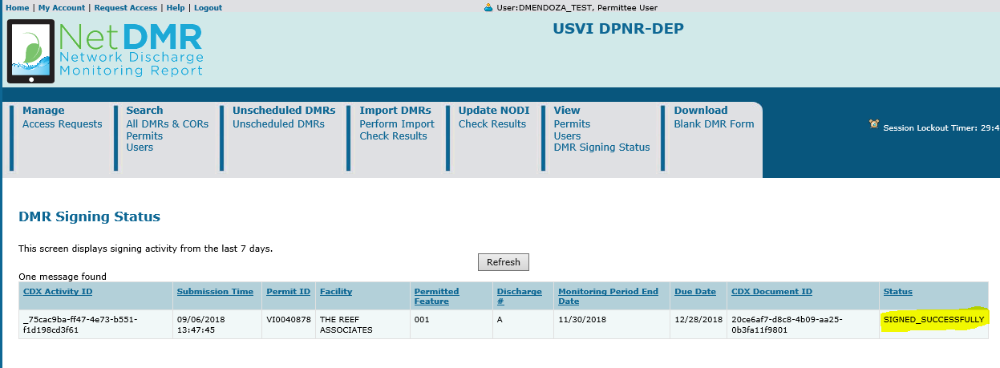 Home | My Account | Request Access | Help | Logout
User:DMENDOZA_TEST, Permittee User
NetDMR
Network Discharge
Monitoring Report
USVI DPNR-DEP
Manage
Access Requests
Search
All DMRs & CORs
Permits
Users
Unscheduled DMRs
Unscheduled DMRs
Import DMRs
Perform Import
Check Results
Update NODI
Check Results
View
Permits
Users
DMR Signing Status
Download
Blank DMR Form
Session Lockout Timer: 29:4
DMR Signing Status
This screen displays signing activity from the last 7 days.
Refresh
One message found
CDX Activity ID
Submission Time
Permit ID
Facility
Permitted
Feature
Discharge
#
Monitoring Period End
Date
Due Date
CDX Document ID
Status
_75cac9ba-ff47-4e73-b551-
f1d198cd3f61
09/06/2018
13:47:45
VI0040878
THE REEF
ASSOCIATES
001
A
11/30/2018
12/28/2018
20ce6af7-d8c8-4b09-aa25-
0b3fa11f9801
SIGNED_SUCCESSFULLY